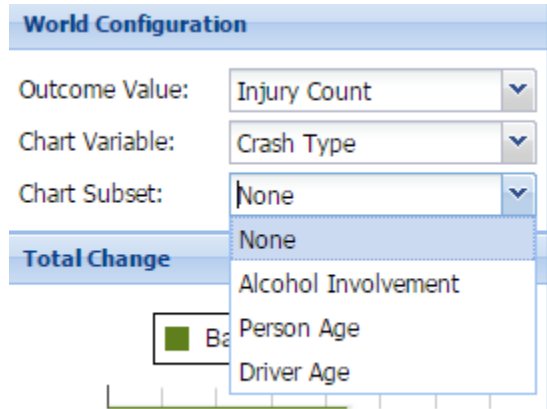 World Configuration
Outcome Value: Injury Count
Chart Variable: Crash Type
Chart Subset: None
None
Total Change
Alcohol Involvement
Person Age
Driver Age